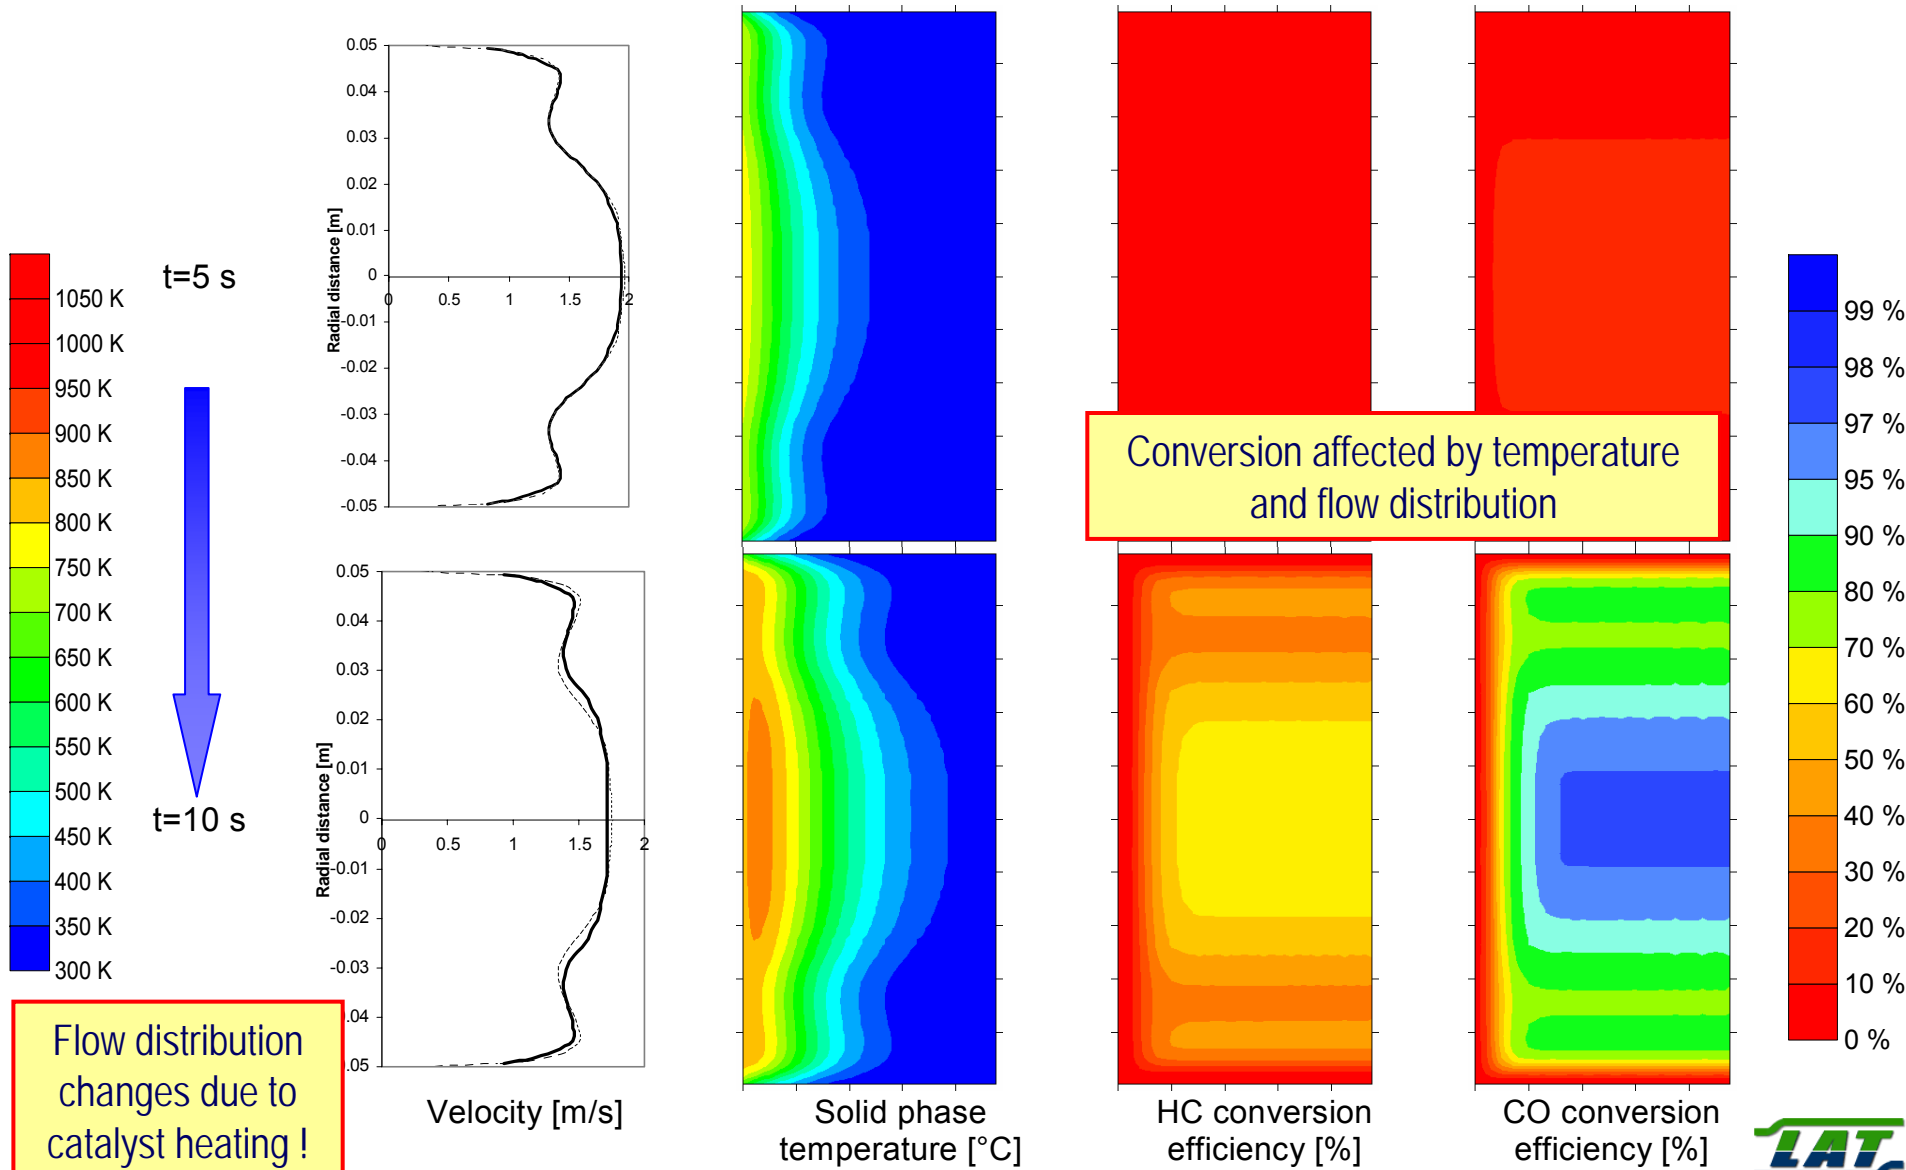 1050 K
1000 K
950 K
900 K
850 K
800 K
750 K
700 K
650 K
600 K
550 K
500 K
450 K
400 K
350 K
300 K
t=5 s
t=10 s
Flow distribution
changes due to
catalyst heating !
0.05
0.04
0.03
0.02
0.01
0
-0.01
-0.02
-0.03
-0.04
-0.05
Radial distance [m]
0 0.5 1 1.5 2
0.05
0.04
0.03
0.02
0.01
0
-0.01
-0.02
-0.03
.04
.05
Radial distance [m]
0 0.5 1 1.5 2
Velocity [m/s]
Solid phase
temperature [°C]
Conversion affected by temperature
and flow distribution
HC conversion
efficiency [%]
CO conversion
efficiency [%]
99 %
98 %
97 %
95 %
90 %
80 %
70 %
60 %
50 %
40 %
30 %
20 %
10 %
0 %
LAT